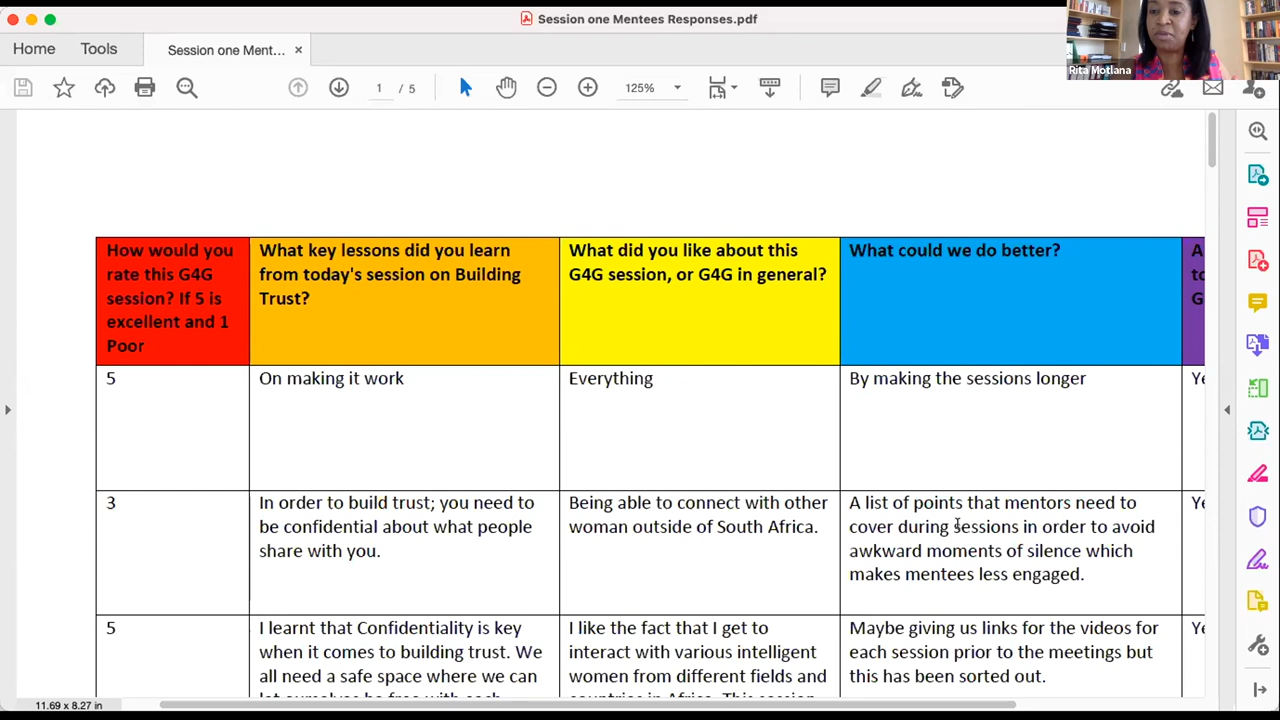 Session one Mentees Responses.pdf
Home
Tools
Session one Ment...
Rita Motlana
1 / 5
125%
How would you
rate this G4G
session? If 5 is
excellent and 1
Poor
What key lessons did you learn
from today's session on Building
Trust?
What did you like about this
G4G session, or G4G in general?
What could we do better?
A
G
5
On making it work
Everything
By making the sessions longer
Ye
3
In order to build trust; you need to
be confidential about what people
share with you.
Being able to connect with other
woman outside of South Africa.
A list of points that mentors need to
cover during sessions in order to avoid
awkward moments of silence which
makes mentees less engaged.
Ye
5
I learnt that Confidentiality is key
when it comes to building trust. We
all need a safe space where we can
I like the fact that I get to
interact with various intelligent
women from different fields and
Maybe giving us links for the videos for
each session prior to the meetings but
this has been sorted out.
Ye
11.69 x 8.27 in